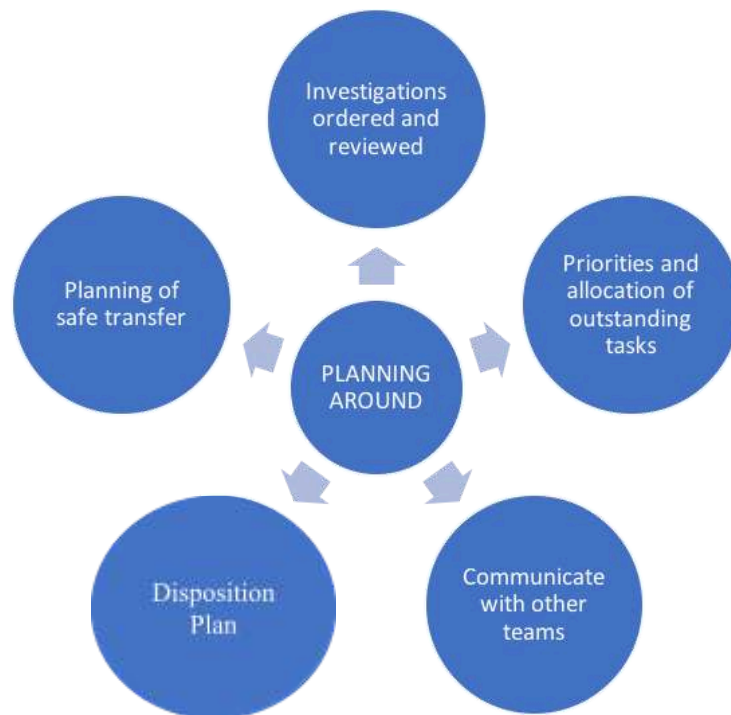 Investigations
ordered and
reviewed
Priorities and
allocation of
outstanding
tasks
Planning of
safe transfer
PLANNING
AROUND
Disposition
Plan
Communicate
with other
teams